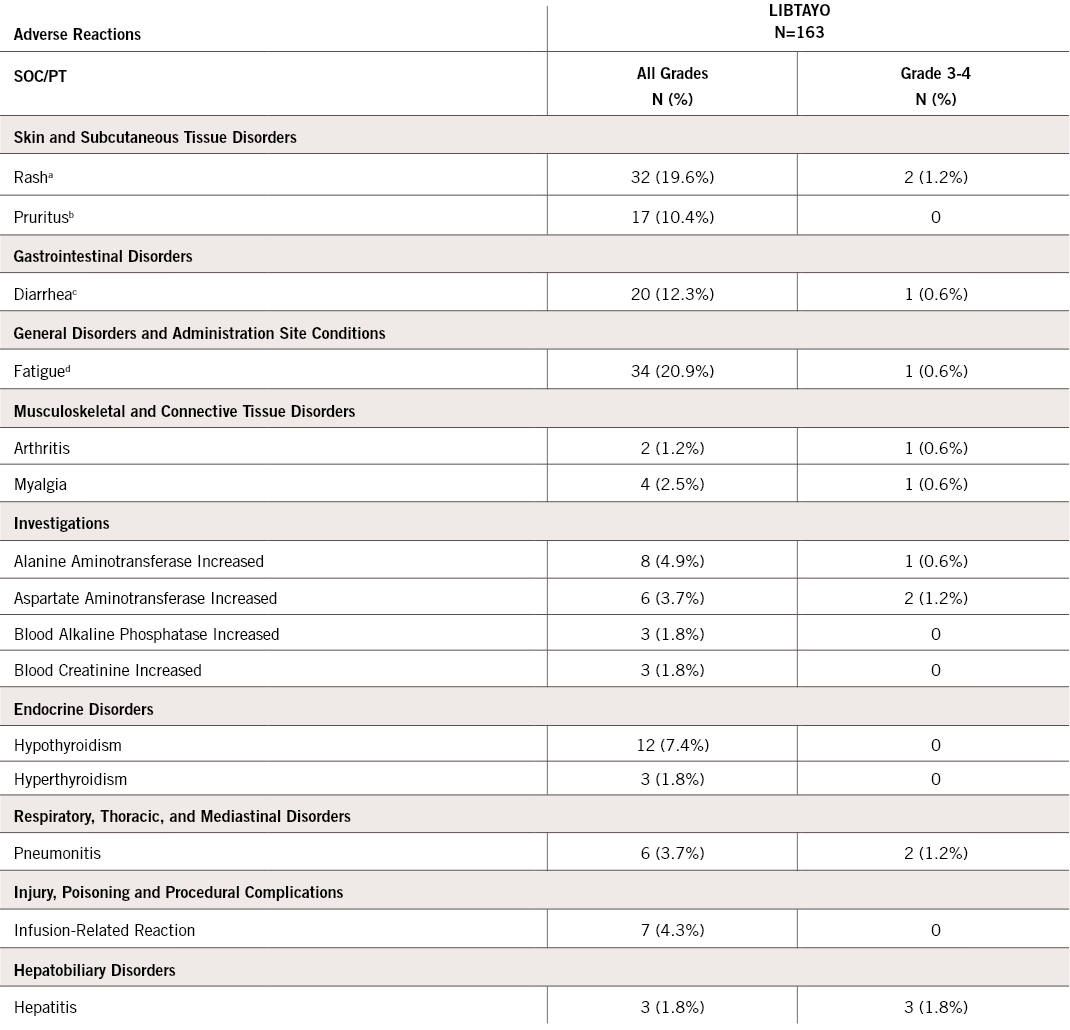 LIBTAYO
Adverse Reactions N=163
SOC/PT All Grades Grade 3-4
N (%) N (%)
Skin and Subcutaneous Tissue Disorders
Rashᵃ 32 (19.6%) 2 (1.2%)
Pruritusᵇ 17 (10.4%) 0
Gastrointestinal Disorders
Diarrheaᶜ 20 (12.3%) 1 (0.6%)
General Disorders and Administration Site Conditions
Fatigueᵈ 34 (20.9%) 1 (0.6%)
Musculoskeletal and Connective Tissue Disorders
Arthritis 2 (1.2%) 1 (0.6%)
Myalgia 4 (2.5%) 1 (0.6%)
Investigations
Alanine Aminotransferase Increased 8 (4.9%) 1 (0.6%)
Aspartate Aminotransferase Increased 6 (3.7%) 2 (1.2%)
Blood Alkaline Phosphatase Increased 3 (1.8%) 0
Blood Creatinine Increased 3 (1.8%) 0
Endocrine Disorders
Hypothyroidism 12 (7.4%) 0
Hyperthyroidism 3 (1.8%) 0
Respiratory, Thoracic, and Mediastinal Disorders
Pneumonitis 6 (3.7%) 2 (1.2%)
Injury, Poisoning and Procedural Complications
Infusion-Related Reaction 7 (4.3%) 0
Hepatobiliary Disorders
Hepatitis 3 (1.8%) 3 (1.8%)